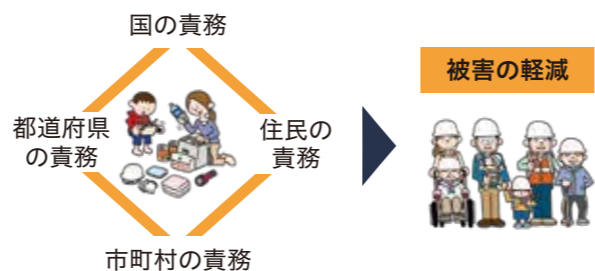 国の責務
都道府県
の責務
住民の
責務
市町村の責務
被害の軽減